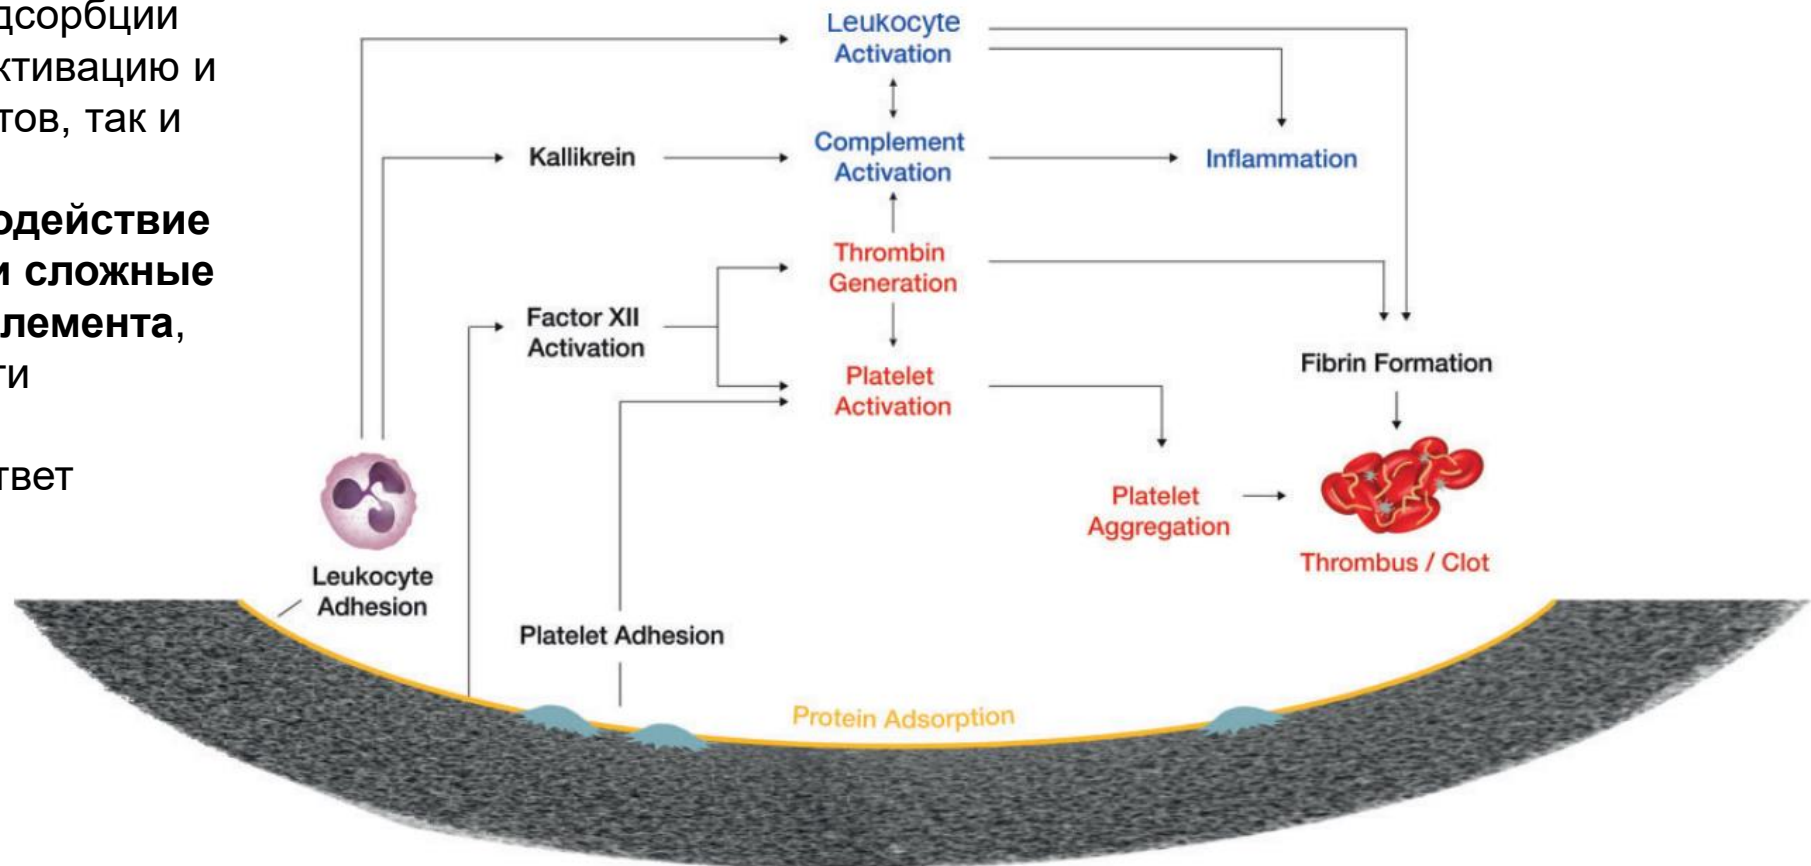 дсорбции
ктивацию и
тов, так и
одействие
и сложные
лемента,
ти
твет
Leukocyte
Activation
Kallikrein
Complement
Activation
Inflammation
Thrombin
Generation
Factor XII
Activation
Platelet
Activation
Fibrin Formation
Platelet
Aggregation
Thrombus / Clot
Leukocyte
Adhesion
Platelet Adhesion
Protein Adsorption